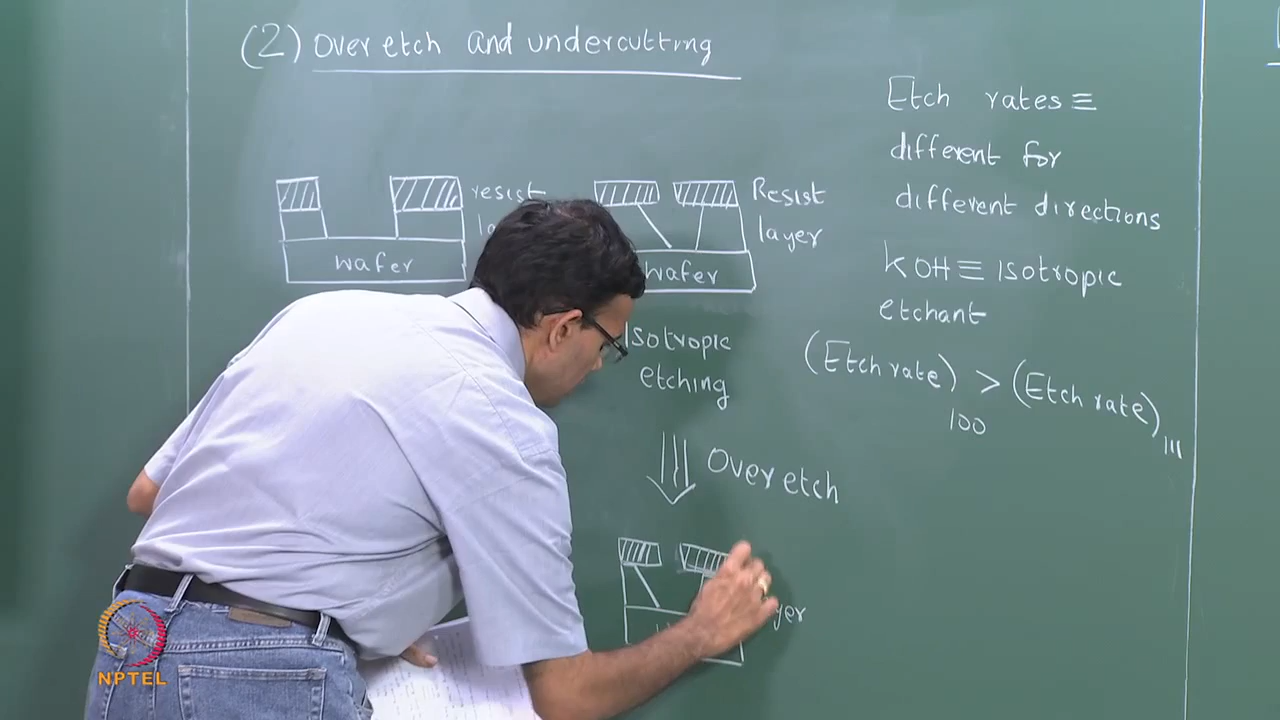 (2) Over etch and undercutting
resist
wafer
Resist
layer
wafer
Isotropic
etching
Over etch
Etch rates ≡
different for
different directions
KOH ≡ Isotropic
etchant
(Etch rate)₁₀₀ > (Etch rate)₁₁₁
NPTEL